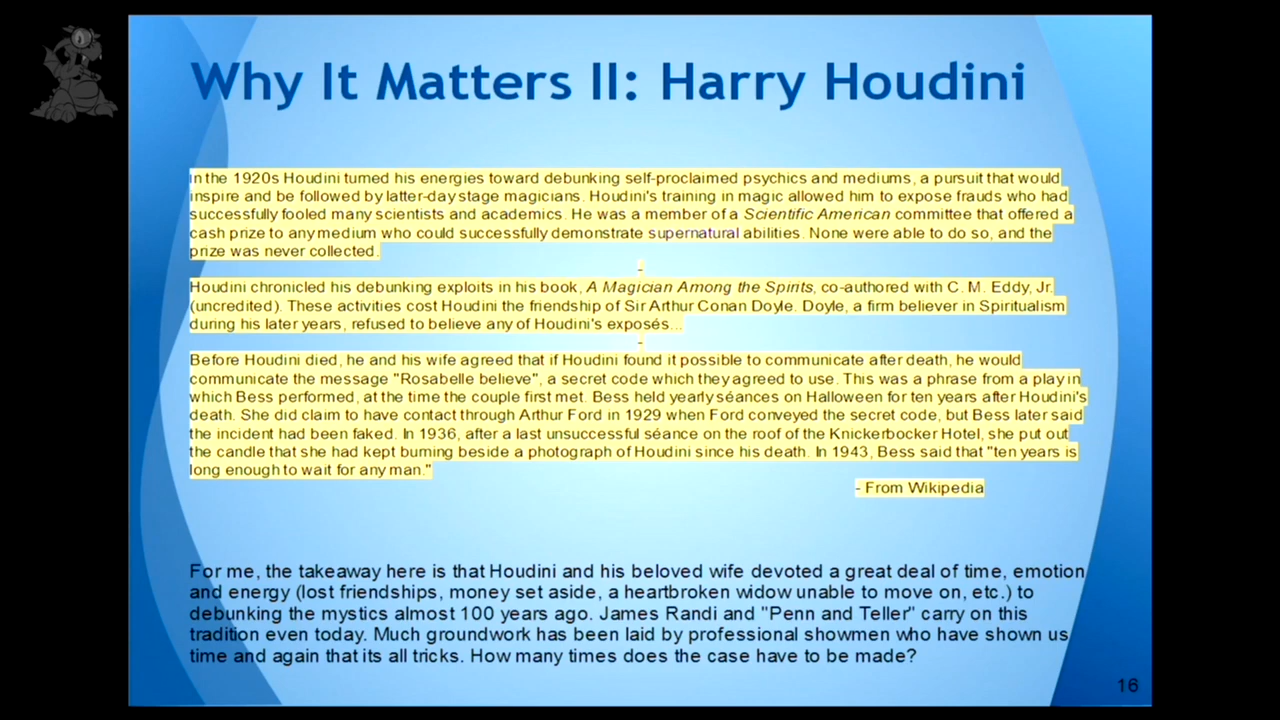 Why It Matters II: Harry Houdini
In the 1920s Houdini turned his energies toward debunking self-proclaimed psychics and mediums, a pursuit that would
inspire and be followed by latter-day stage magicians. Houdini's training in magic allowed him to expose frauds who had
successfully fooled many scientists and academics. He was a member of a Scientific American committee that offered a
cash prize to any medium who could successfully demonstrate supernatural abilities. None were able to do so, and the
prize was never collected.
-
Houdini chronicled his debunking exploits in his book, A Magician Among the Spirits, co-authored with C. M. Eddy, Jr.
(uncredited). These activities cost Houdini the friendship of Sir Arthur Conan Doyle. Doyle, a firm believer in Spiritualism
during his later years, refused to believe any of Houdini's exposés...
-
Before Houdini died, he and his wife agreed that if Houdini found it possible to communicate after death, he would
communicate the message "Rosabelle believe", a secret code which they agreed to use. This was a phrase from a play in
which Bess performed, at the time the couple first met. Bess held yearly séances on Halloween for ten years after Houdini's
death. She did claim to have contact through Arthur Ford in 1929 when Ford conveyed the secret code, but Bess later said
the incident had been faked. In 1936, after a last unsuccessful séance on the roof of the Knickerbocker Hotel, she put out
the candle that she had kept burning beside a photograph of Houdini since his death. In 1943, Bess said that "ten years is
long enough to wait for any man."
- From Wikipedia
For me, the takeaway here is that Houdini and his beloved wife devoted a great deal of time, emotion
and energy (lost friendships, money set aside, a heartbroken widow unable to move on, etc.) to
debunking the mystics almost 100 years ago. James Randi and "Penn and Teller" carry on this
tradition even today. Much groundwork has been laid by professional showmen who have shown us
time and again that its all tricks. How many times does the case have to be made?
16